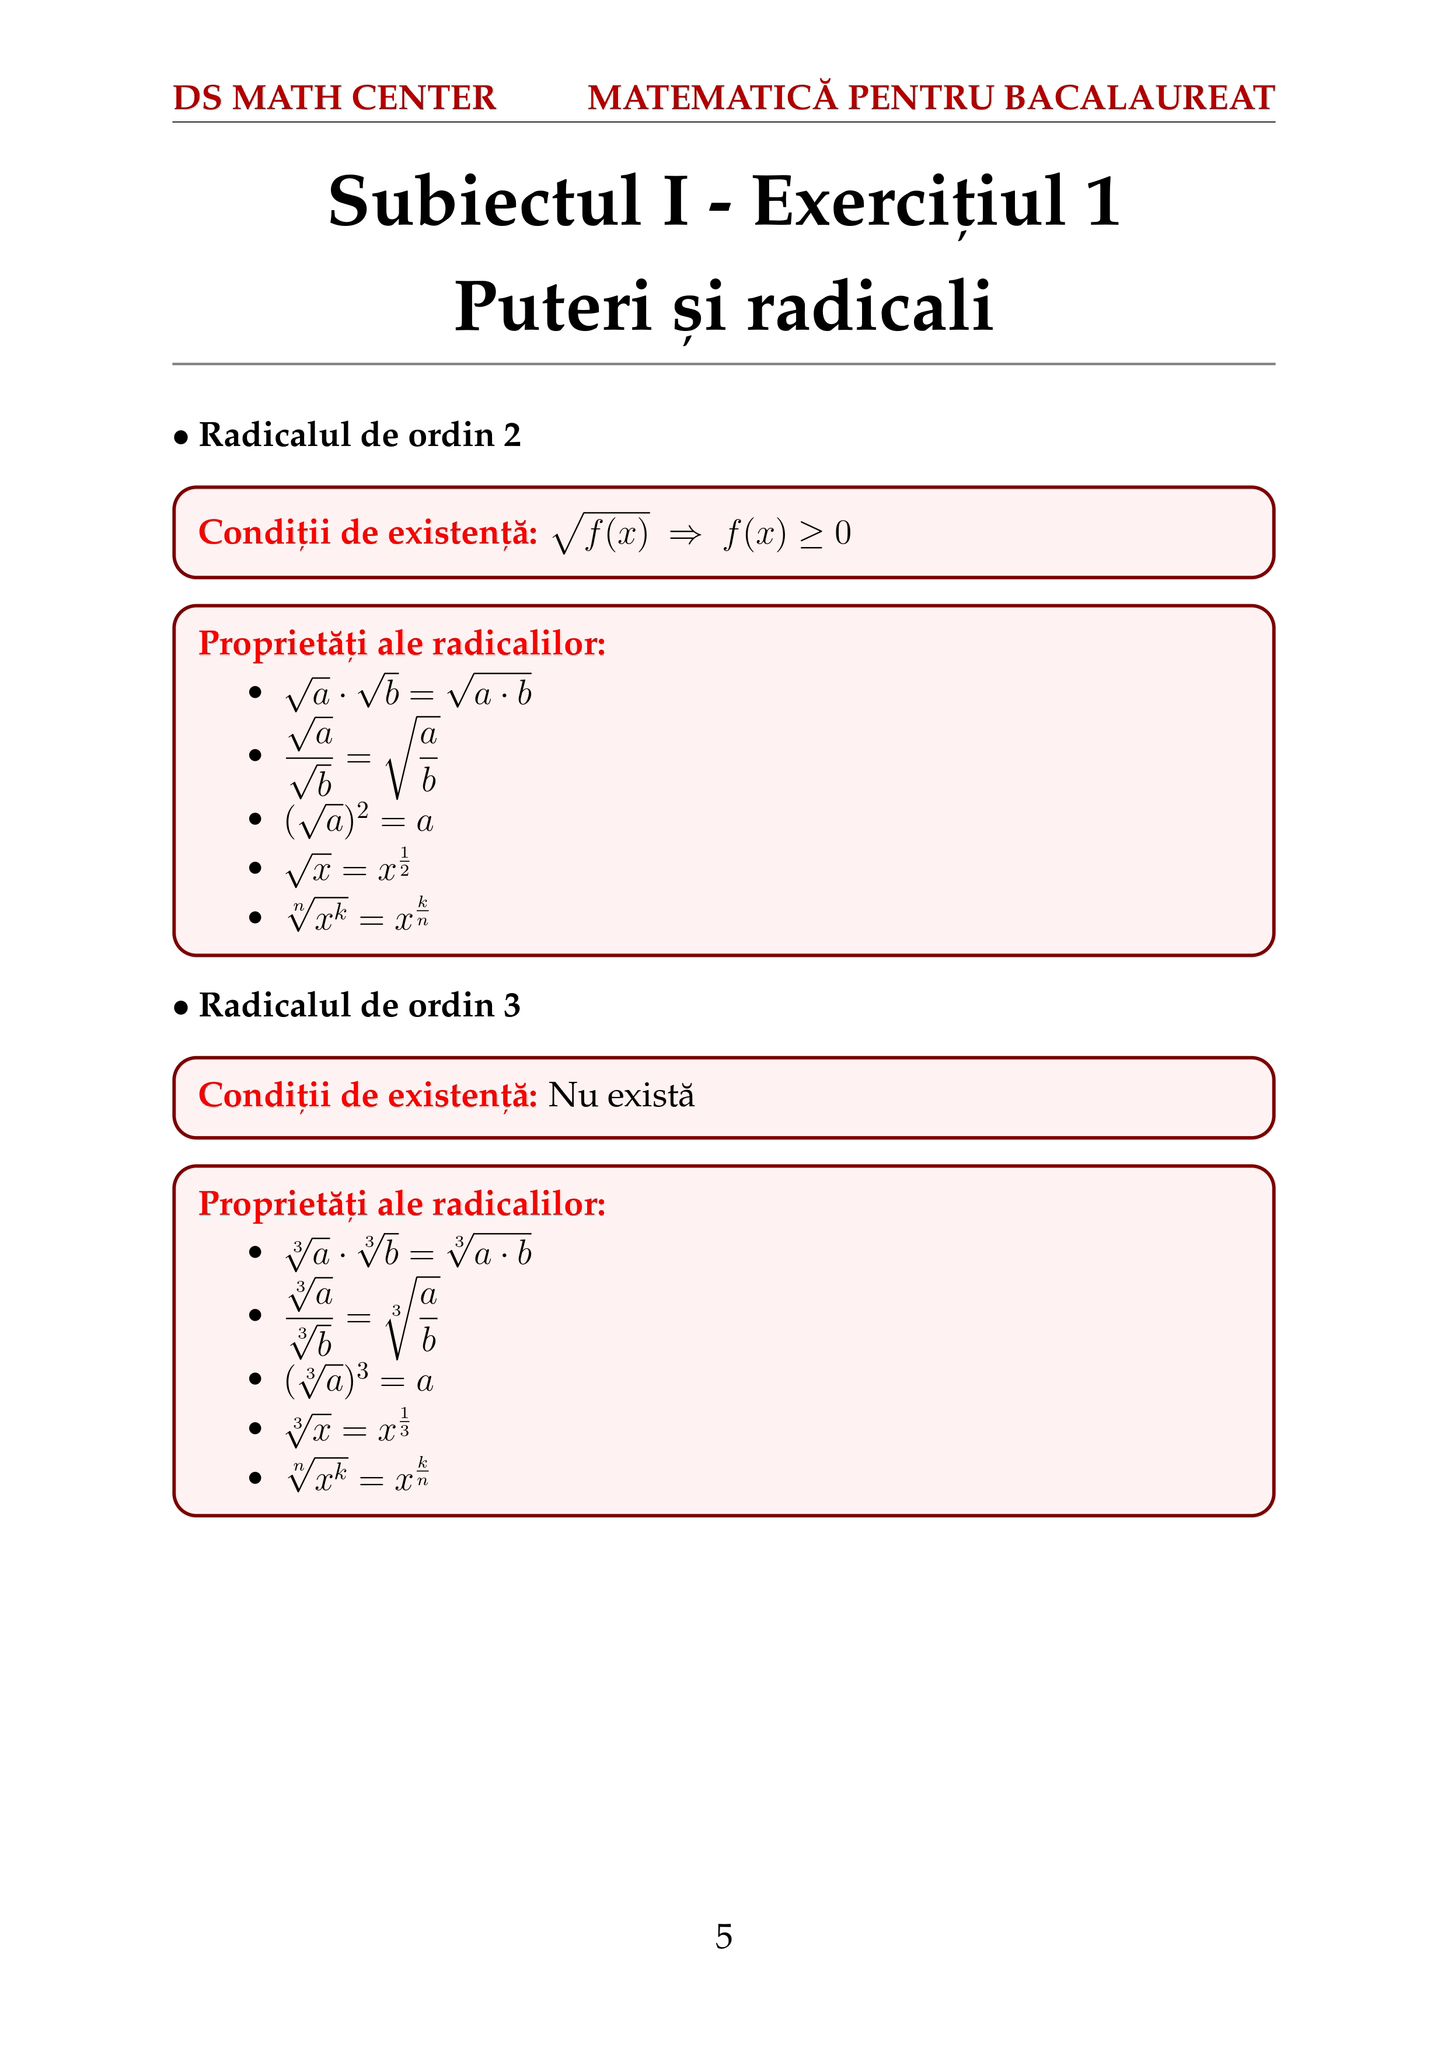 DS MATH CENTER MATEMATICĂ PENTRU BACALAUREAT
Subiectul I - Exercițiul 1
Puteri și radicali
• Radicalul de ordin 2
Condiții de existență: $\sqrt{f(x)} \Rightarrow f(x) \geq 0$
Proprietăți ale radicalilor:
• $\sqrt{a} \cdot \sqrt{b} = \sqrt{a \cdot b}$
• $\dfrac{\sqrt{a}}{\sqrt{b}} = \sqrt{\dfrac{a}{b}}$
• $(\sqrt{a})^2 = a$
• $\sqrt{x} = x^{\frac{1}{2}}$
• $\sqrt[n]{x^k} = x^{\frac{k}{n}}$
• Radicalul de ordin 3
Condiții de existență: Nu există
Proprietăți ale radicalilor:
• $\sqrt[3]{a} \cdot \sqrt[3]{b} = \sqrt[3]{a \cdot b}$
• $\dfrac{\sqrt[3]{a}}{\sqrt[3]{b}} = \sqrt[3]{\dfrac{a}{b}}$
• $(\sqrt[3]{a})^3 = a$
• $\sqrt[3]{x} = x^{\frac{1}{3}}$
• $\sqrt[n]{x^k} = x^{\frac{k}{n}}$
5